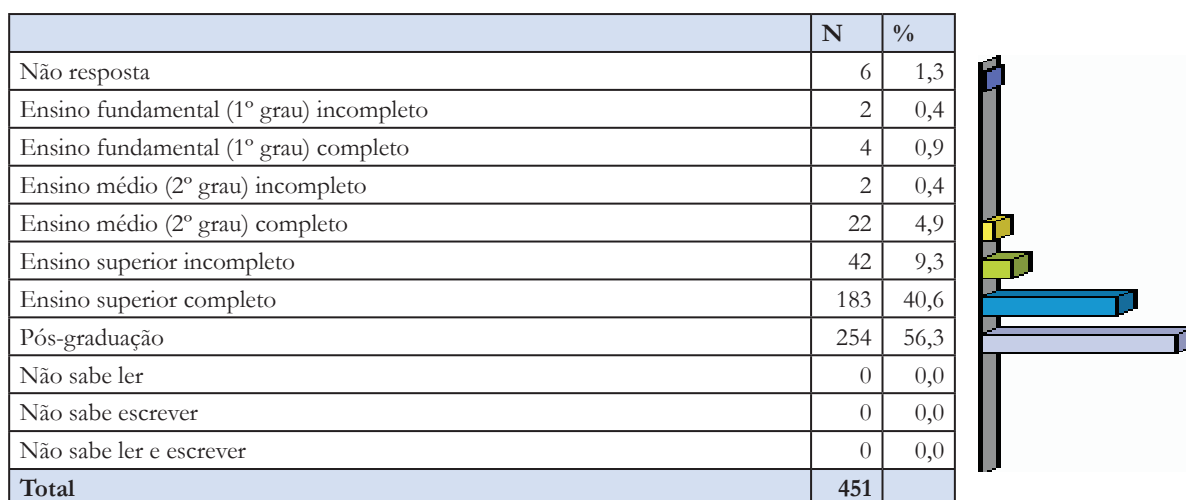 N %
Não resposta 6 1,3
Ensino fundamental (1º grau) incompleto 2 0,4
Ensino fundamental (1º grau) completo 4 0,9
Ensino médio (2º grau) incompleto 2 0,4
Ensino médio (2º grau) completo 22 4,9
Ensino superior incompleto 42 9,3
Ensino superior completo 183 40,6
Pós-graduação 254 56,3
Não sabe ler 0 0,0
Não sabe escrever 0 0,0
Não sabe ler e escrever 0 0,0
Total 451